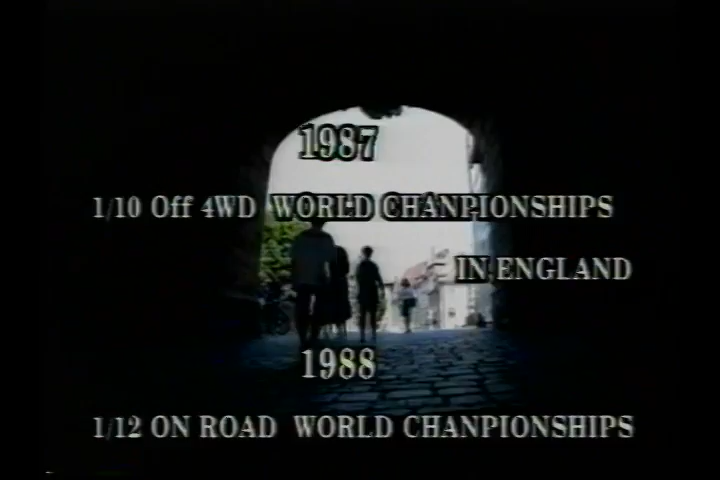 1987
1/10 Off 4WD WORLD CHANPIONSHIPS
IN ENGLAND
1988
1/12 ON ROAD WORLD CHANPIONSHIPS